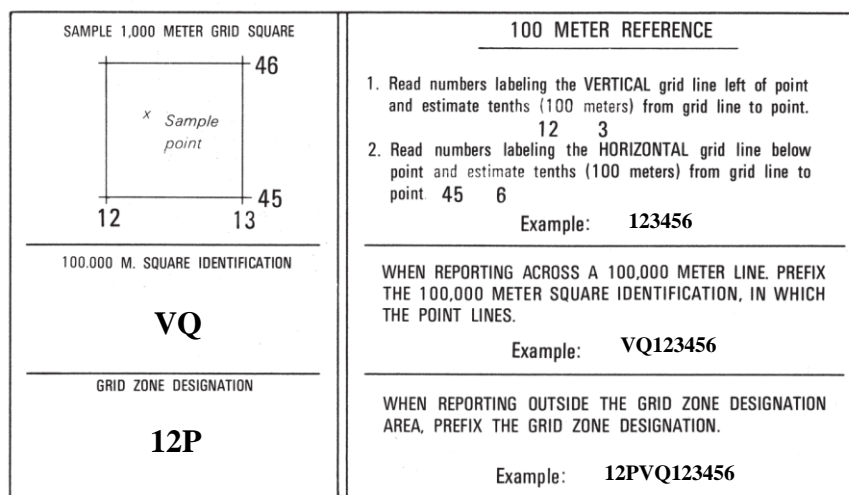 SAMPLE 1,000 METER GRID SQUARE
46
x Sample
point
45
12 13
100.000 M. SQUARE IDENTIFICATION
VQ
GRID ZONE DESIGNATION
12P
100 METER REFERENCE
1. Read numbers labeling the VERTICAL grid line left of point
and estimate tenths (100 meters) from grid line to point.
12 3
2. Read numbers labeling the HORIZONTAL grid line below
point and estimate tenths (100 meters) from grid line to
point 45 6
Example: 123456
WHEN REPORTING ACROSS A 100,000 METER LINE. PREFIX
THE 100,000 METER SQUARE IDENTIFICATION, IN WHICH
THE POINT LINES.
Example: VQ123456
WHEN REPORTING OUTSIDE THE GRID ZONE DESIGNATION
AREA, PREFIX THE GRID ZONE DESIGNATION.
Example: 12PVQ123456